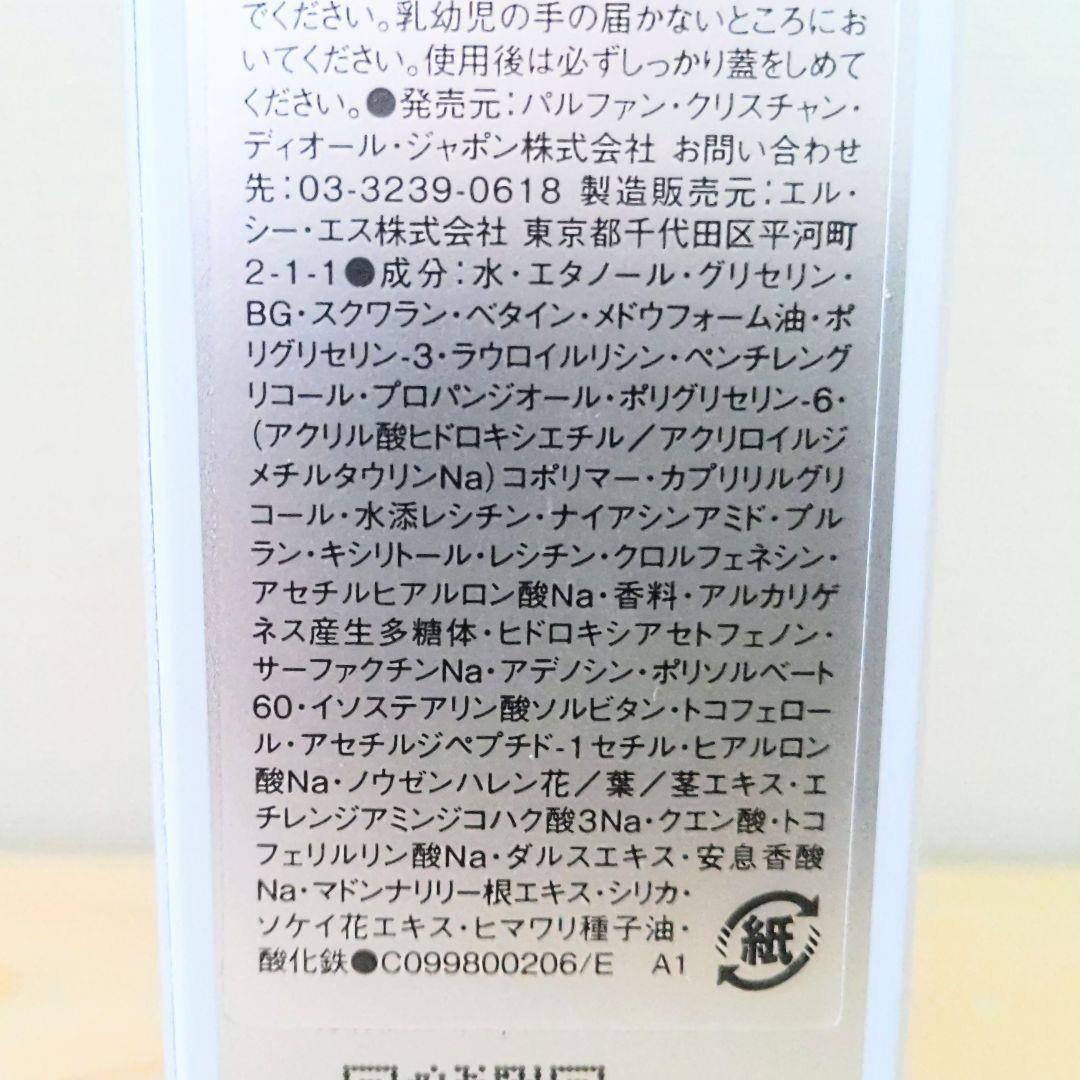 でください。乳幼児の手の届かないところにお
いてください。使用後は必ずしっかり蓋をしめて
ください。●発売元：パルファン・クリスチャン・
ディオール・ジャポン株式会社 お問い合わせ
先：03-3239-0618 製造販売元：エル・
シー・エス株式会社 東京都千代田区平河町
2-1-1●成分：水・エタノール・グリセリン・
BG・スクワラン・ベタイン・メドウフォーム油・ポ
リグリセリン-3・ラウロイルリシン・ペンチレング
リコール・プロパンジオール・ポリグリセリン-6・
（アクリル酸ヒドロキシエチル／アクリロイルジ
メチルタウリンNa）コポリマー・カプリリルグリ
コール・水添レシチン・ナイアシンアミド・プル
ラン・キシリトール・レシチン・クロルフェネシン・
アセチルヒアルロン酸Na・香料・アルカリゲ
ネス産生多糖体・ヒドロキシアセトフェノン・
サーファクチンNa・アデノシン・ポリソルベート
60・イソステアリン酸ソルビタン・トコフェロー
ル・アセチルジペプチド-1セチル・ヒアルロン
酸Na・ノウゼンハレン花／葉／茎エキス・エ
チレンジアミンジコハク酸3Na・クエン酸・トコ
フェリルリン酸Na・ダルスエキス・安息香酸
Na・マドンナリリー根エキス・シリカ・
ソケイ花エキス・ヒマワリ種子油・
酸化鉄●C099800206/E A1
紙